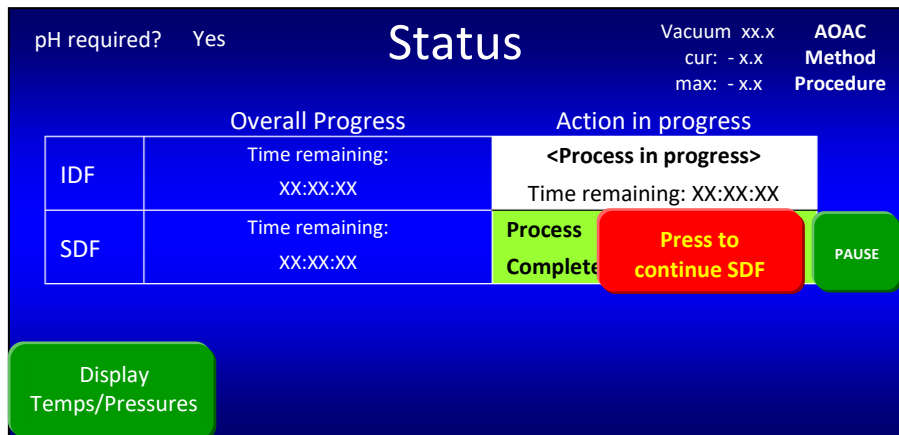 pH required? Yes
Status
Vacuum xx.x
cur: - x.x
max: - x.x
AOAC
Method
Procedure
Overall Progress
Action in progress
IDF
Time remaining:
XX:XX:XX
<Process in progress>
Time remaining: XX:XX:XX
SDF
Time remaining:
XX:XX:XX
Process
Complete
Press to
continue SDF
PAUSE
Display
Temps/Pressures